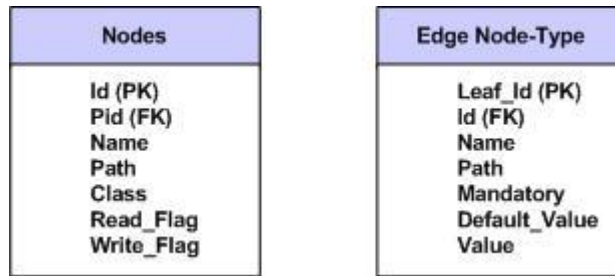 Nodes
Id (PK)
Pid (FK)
Name
Path
Class
Read_Flag
Write_Flag
Edge Node-Type
Leaf_Id (PK)
Id (FK)
Name
Path
Mandatory
Default_Value
Value